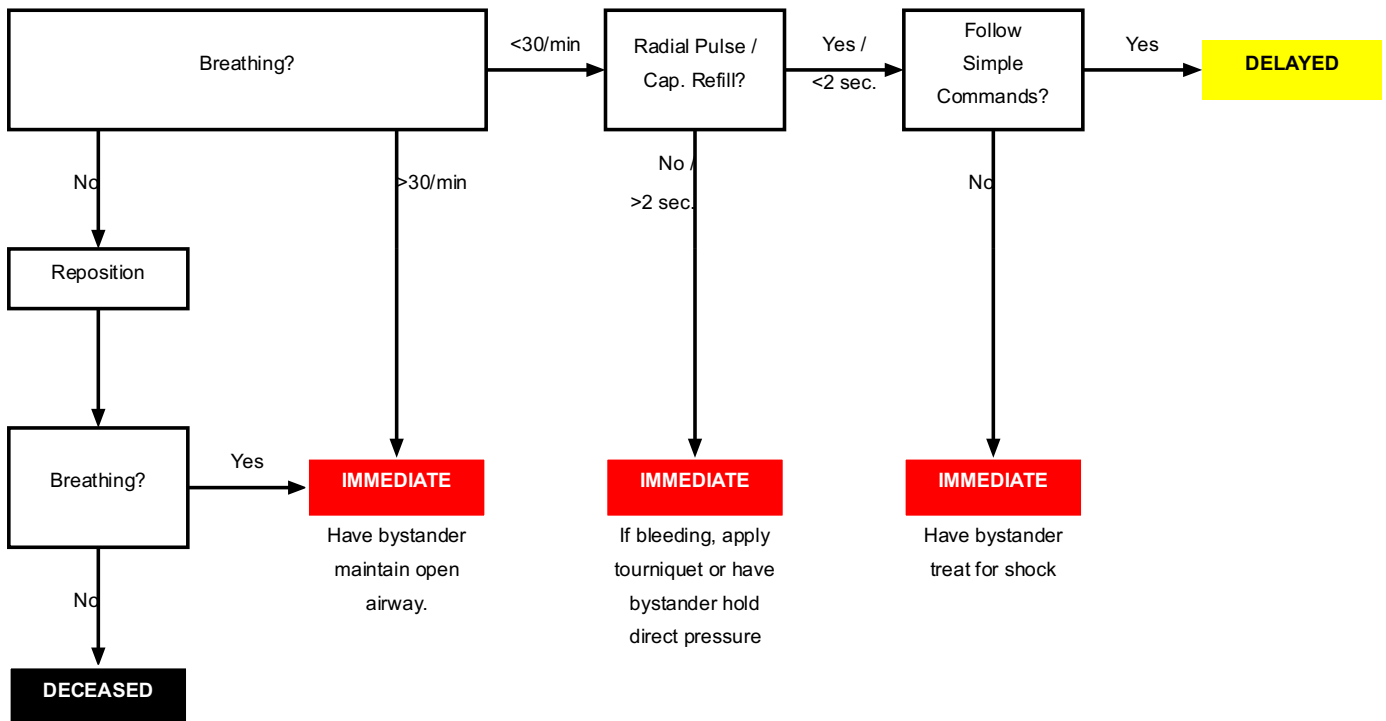 Breathing?
<30/min
Radial Pulse /
Cap. Refill?
Yes /
<2 sec.
Follow
Simple
Commands?
Yes
DELAYED
No
>30/min
No /
>2 sec.
No
Reposition
Breathing?
Yes
IMMEDIATE
Have bystander
maintain open
airway.
IMMEDIATE
If bleeding, apply
tourniquet or have
bystander hold
direct pressure
IMMEDIATE
Have bystander
treat for shock
No
DECEASED